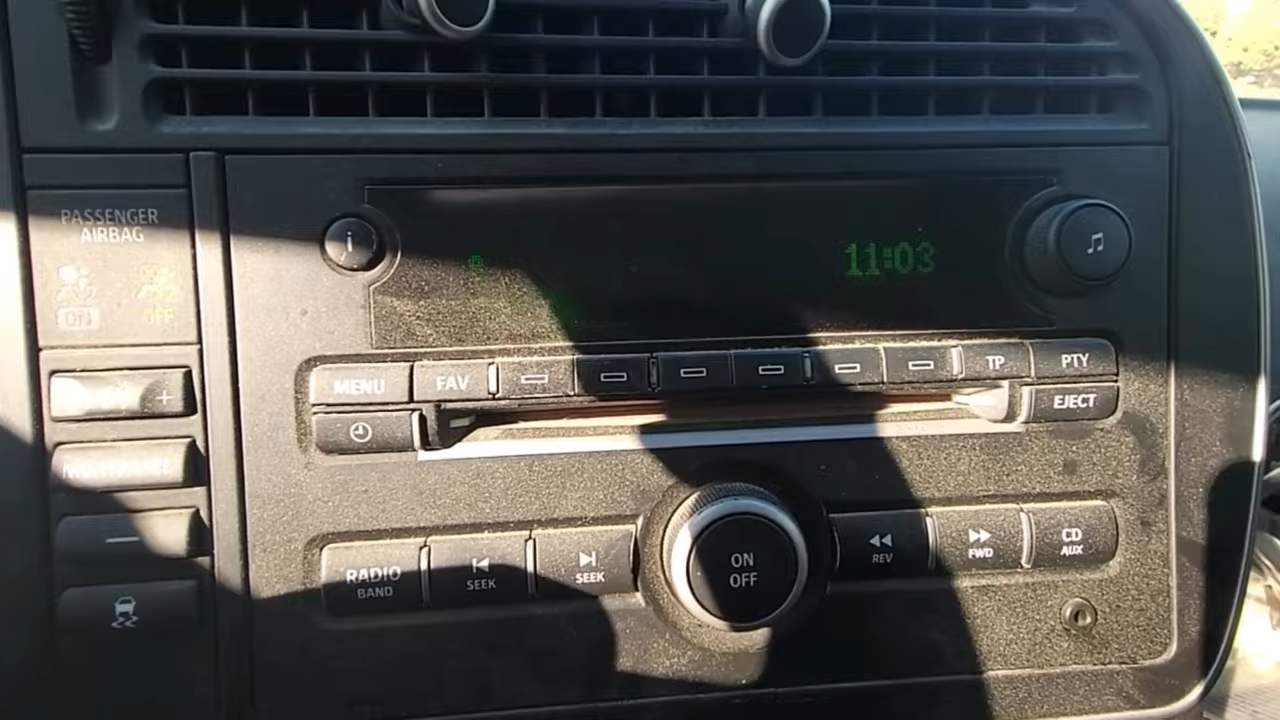 PASSENGER
AIRBAG
ON
OFF
i
11:03
MENU
FAV
TP
PTY
EJECT
+
RADIO
BAND
SEEK
SEEK
ON
OFF
REV
FWD
CD
AUX